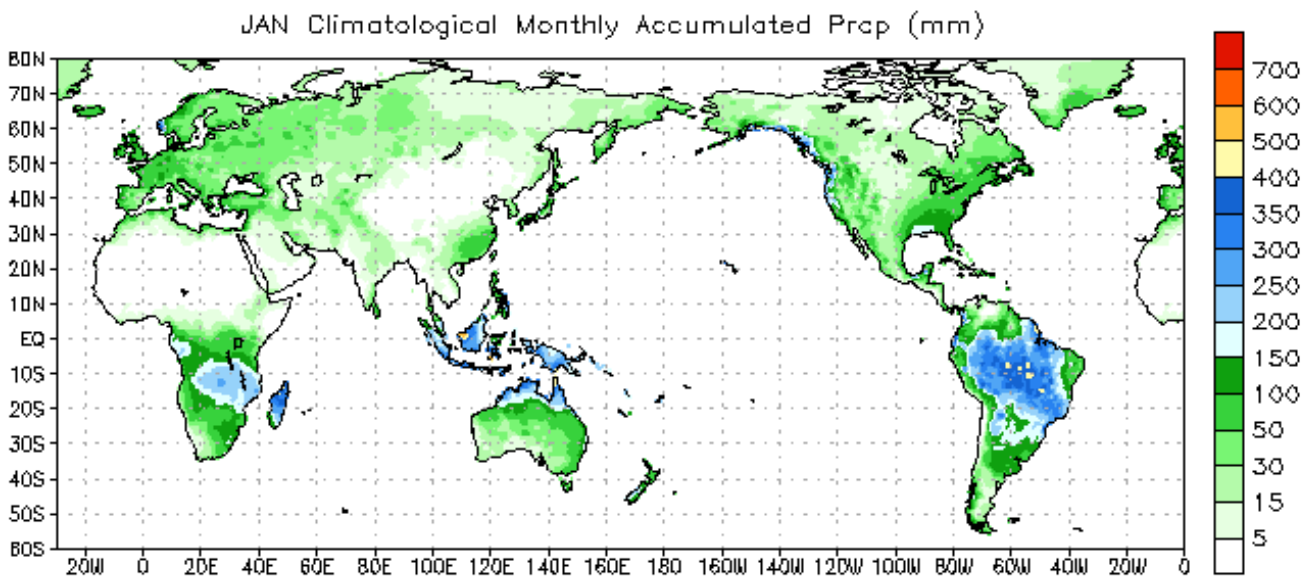 JAN Climatological Monthly Accumulated Prcp (mm)
80N
70N
60N
50N
40N
30N
20N
10N
EQ
10S
20S
30S
40S
50S
60S
20W 0 20E 40E 60E 80E 100E 120E 140E 160E 180 160W 140W 120W 100W 80W 60W 40W 20W 0
700
600
500
400
350
300
250
200
150
100
50
30
15
5